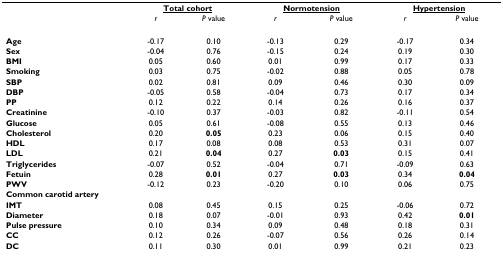 Total cohort Normotension Hypertension
r P value r P value r P value
Age -0.17 0.10 -0.13 0.29 -0.17 0.34
Sex -0.04 0.76 -0.15 0.24 0.19 0.30
BMI 0.05 0.60 0.01 0.99 0.17 0.33
Smoking 0.03 0.75 -0.02 0.88 0.05 0.78
SBP 0.02 0.81 0.09 0.46 0.30 0.09
DBP -0.05 0.58 -0.04 0.73 0.17 0.34
PP 0.12 0.22 0.14 0.26 0.16 0.37
Creatinine -0.10 0.37 -0.03 0.82 -0.11 0.54
Glucose 0.05 0.61 -0.08 0.55 0.13 0.46
Cholesterol 0.20 0.05 0.23 0.06 0.15 0.40
HDL 0.17 0.08 0.08 0.53 0.31 0.07
LDL 0.21 0.04 0.27 0.03 0.15 0.41
Triglycerides -0.07 0.52 -0.04 0.71 -0.09 0.63
Fetuin 0.28 0.01 0.27 0.03 0.34 0.04
PWV -0.12 0.23 -0.20 0.10 0.06 0.75
Common carotid artery
IMT 0.08 0.45 0.15 0.25 -0.06 0.72
Diameter 0.18 0.07 -0.01 0.93 0.42 0.01
Pulse pressure 0.10 0.34 0.09 0.48 0.18 0.31
CC 0.12 0.26 -0.07 0.56 0.26 0.14
DC 0.11 0.30 0.01 0.99 0.21 0.23